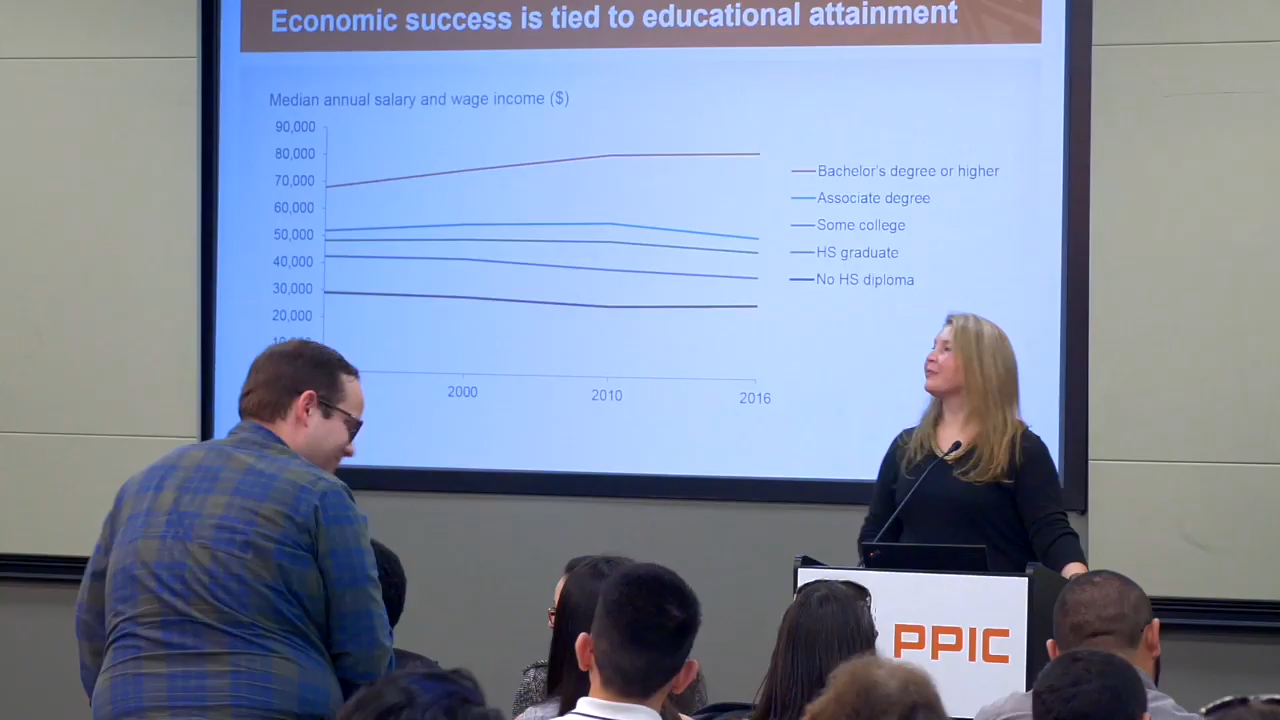 Economic success is tied to educational attainment
Median annual salary and wage income ($)
90,000
80,000
70,000
60,000
50,000
40,000
30,000
20,000
2000
2010
2016
Bachelor's degree or higher
Associate degree
Some college
HS graduate
No HS diploma
PPIC